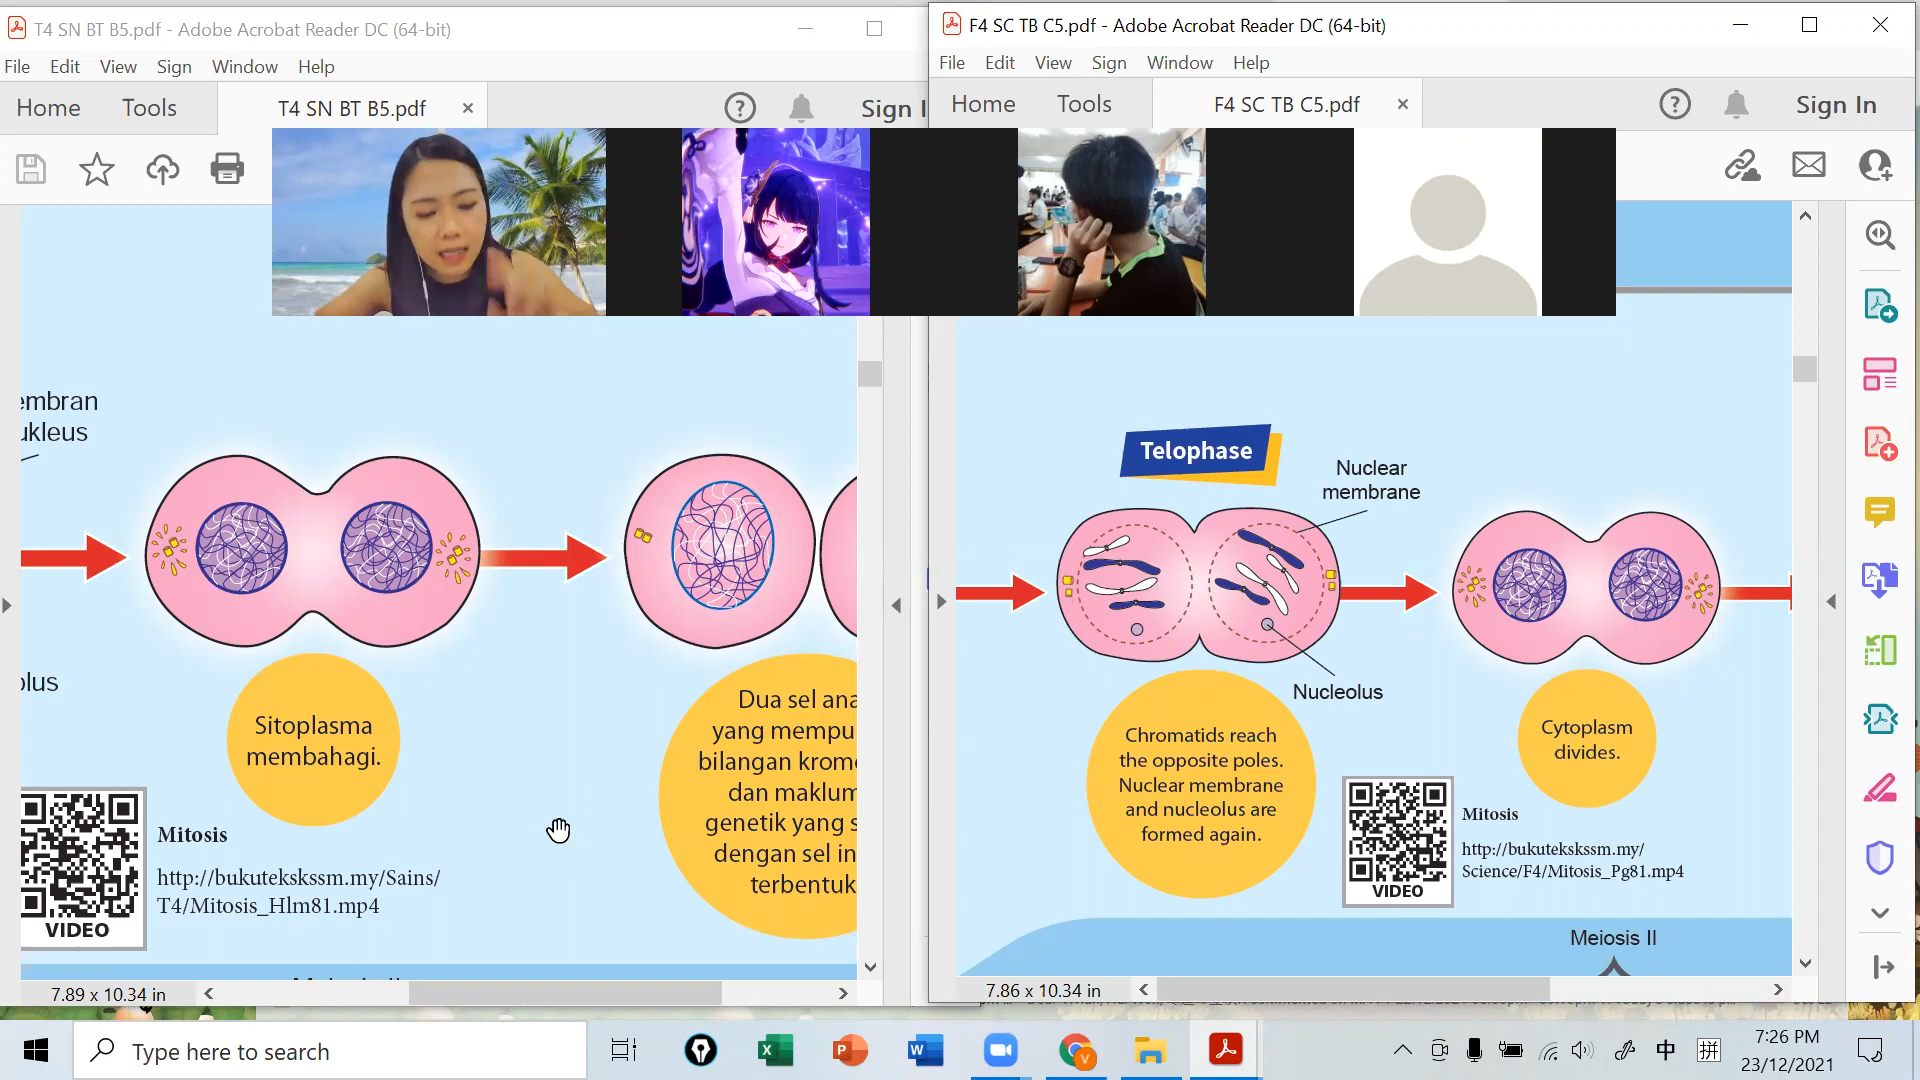 T4 SN BT B5.pdf - Adobe Acrobat Reader DC (64-bit)
File Edit View Sign Window Help
Home Tools T4 SN BT B5.pdf × ?
Sign I
embran
ukleus
lus
Sitoplasma
membahagi.
Dua sel ana
yang mempu
bilangan krom
dan maklum
genetik yang s
dengan sel in
terbentuk
VIDEO
Mitosis
http://bukutekskssm.my/Sains/
T4/Mitosis_Hlm81.mp4
7.89 x 10.34 in
F4 SC TB C5.pdf - Adobe Acrobat Reader DC (64-bit)
File Edit View Sign Window Help
Home Tools F4 SC TB C5.pdf × ? Sign In
Telophase
Nuclear
membrane
Nucleolus
Chromatids reach
the opposite poles.
Nuclear membrane
and nucleolus are
formed again.
Cytoplasm
divides.
VIDEO
Mitosis
http://bukutekskssm.my/
Science/F4/Mitosis_Pg81.mp4
Meiosis II
7.86 x 10.34 in
Type here to search
中 拼
7:26 PM
23/12/2021